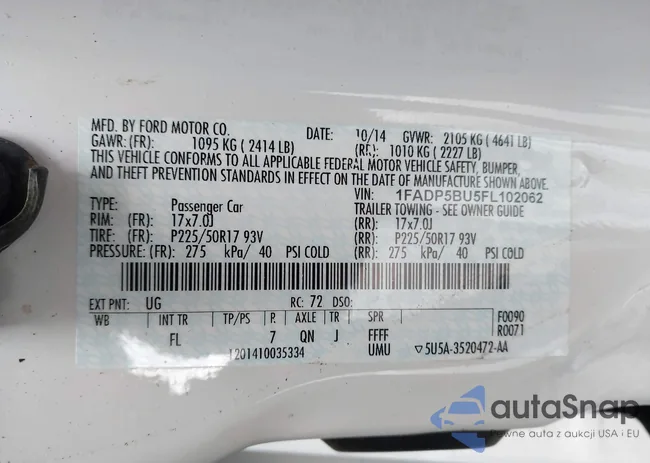 MFD. BY FORD MOTOR CO. DATE: 10/14 GVWR: 2105 KG ( 4641 LB)
GAWR: (FR): 1095 KG ( 2414 LB) (RR): 1010 KG ( 2227 LB)
THIS VEHICLE CONFORMS TO ALL APPLICABLE FEDERAL MOTOR VEHICLE SAFETY, BUMPER,
AND THEFT PREVENTION STANDARDS IN EFFECT ON THE DATE OF MANUFACTURE SHOWN ABOVE.
VIN: 1FADP5BU5FL102062
TYPE: Passenger Car TRAILER TOWING - SEE OWNER GUIDE
RIM: (FR): 17x7.0J (RR): 17x7.0J
TIRE: (FR): P225/50R17 93V (RR): P225/50R17 93V
PRESSURE: (FR): 275 kPa/ 40 PSI COLD (RR): 275 kPa/ 40 PSI COLD
EXT PNT: UG RC: 72 DSO: F0090
WB INT TR TP/PS R AXLE TR SPR R0071
FL 7 QN J FFFF
1201410035334 UMU ▽5U5A-3520472-AA
autaSnap
Pewne auta z aukcji USA i EU